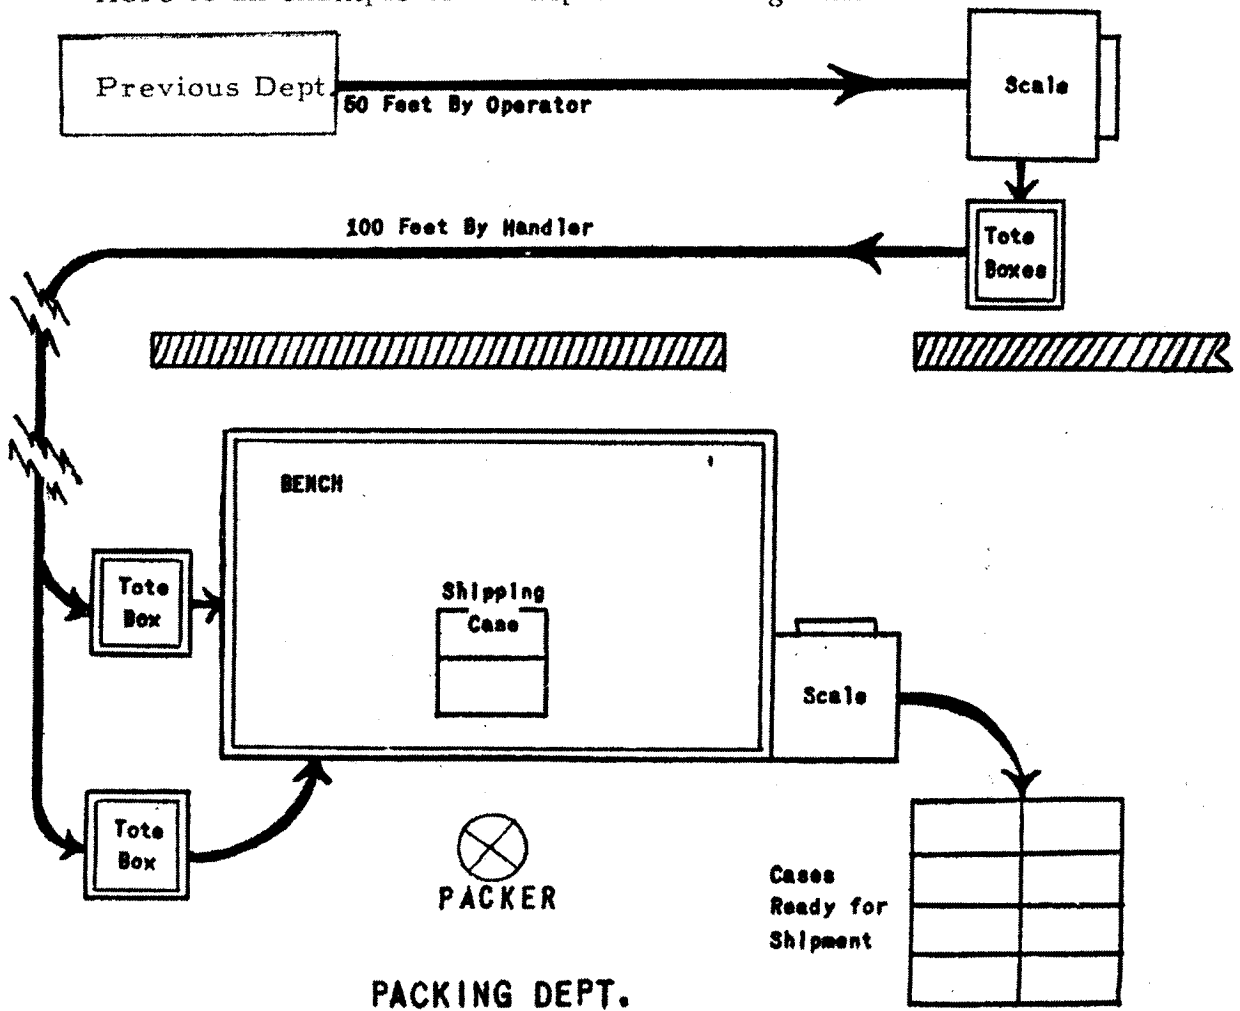 Previous Dept.
50 Feet By Operator
Scale
100 Feet By Handler
Tote
Boxes
BENCH
Tote
Box
Shipping
Case
Scale
Tote
Box
PACKER
Cases
Ready for
Shipment
PACKING DEPT.